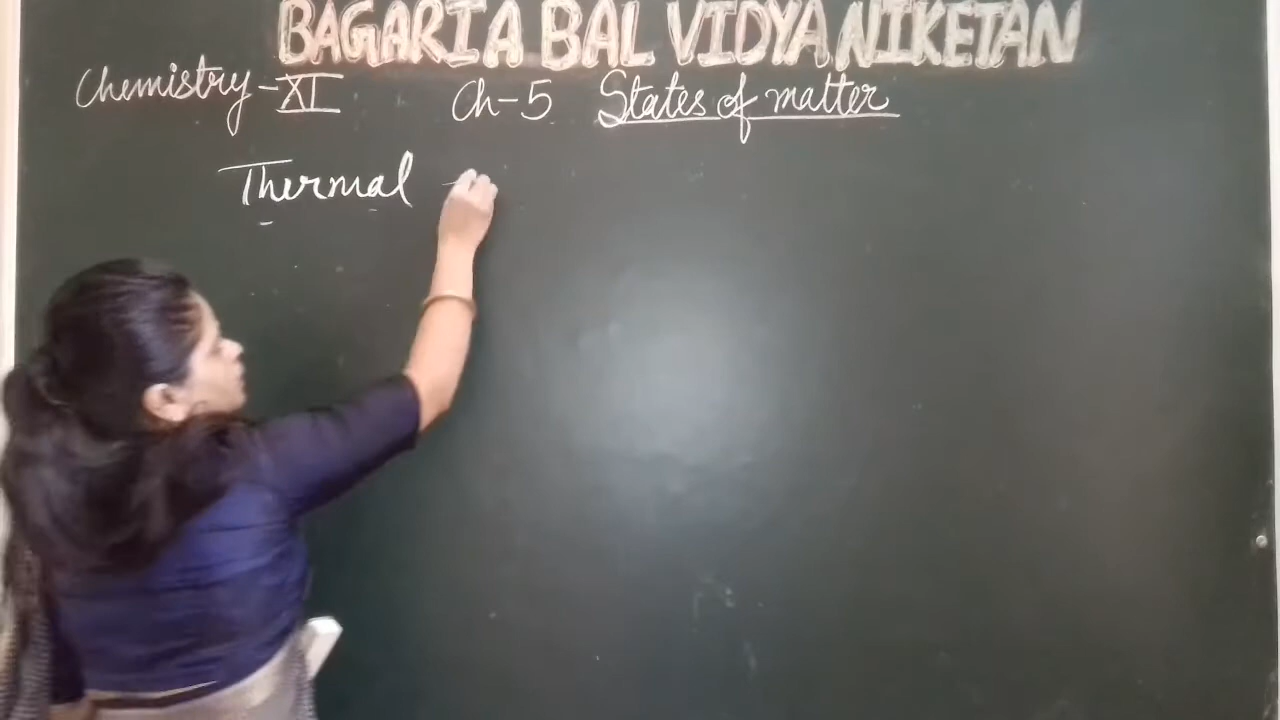 BAGARIA BAL VIDYA NIKETAN
Chemistry-XI Ch-5 States of matter
Thermal